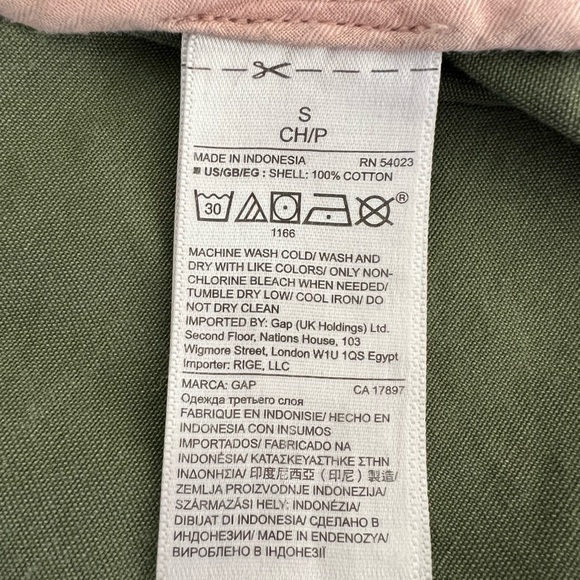 S
CH/P
MADE IN INDONESIA RN 54023
US/GB/EG : SHELL: 100% COTTON
30
®
1166
MACHINE WASH COLD/ WASH AND
DRY WITH LIKE COLORS/ ONLY NON-
CHLORINE BLEACH WHEN NEEDED/
TUMBLE DRY LOW/ COOL IRON/ DO
NOT DRY CLEAN
IMPORTED BY: Gap (UK Holdings) Ltd.
Second Floor, Nations House, 103
Wigmore Street, London W1U 1QS Egypt
Importer: RIGE, LLC
MARCA: GAP CA 17897
Одежда третьего слоя
FABRIQUE EN INDONISIE/ HECHO EN
INDONESIA CON INSUMOS
IMPORTADOS/ FABRICADO NA
INDONÉSIA/ ΚΑΤΑΣΚΕΥΑΣΤΗΚΕ ΣΤΗΝ
ΙΝΔΟΝΗΣΙΑ/ 印度尼西亞（印尼）製造/
ZEMLJA PROIZVODNJE INDONEZIJA/
SZÁRMAZÁSI HELY: INDONÉZIA/
DIBUAT DI INDONESIA/ СДЕЛАНО В
ИНДОНЕЗИИ/ MADE IN ENDENOZYA/
ВИРОБЛЕНО В ІНДОНЕЗІЇ